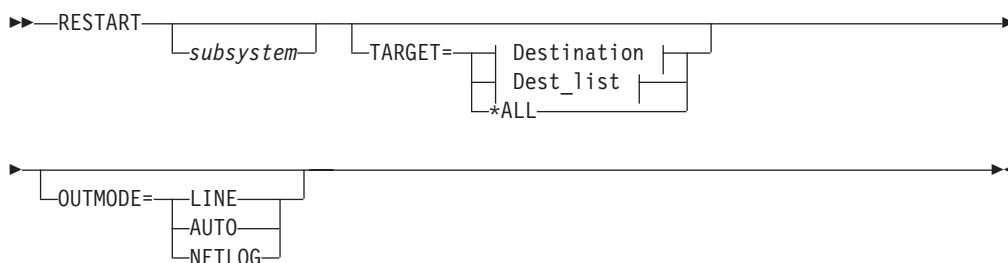 RESTART
subsystem
TARGET= Destination
Dest_list
*ALL
OUTMODE= LINE
AUTO
NETLOG